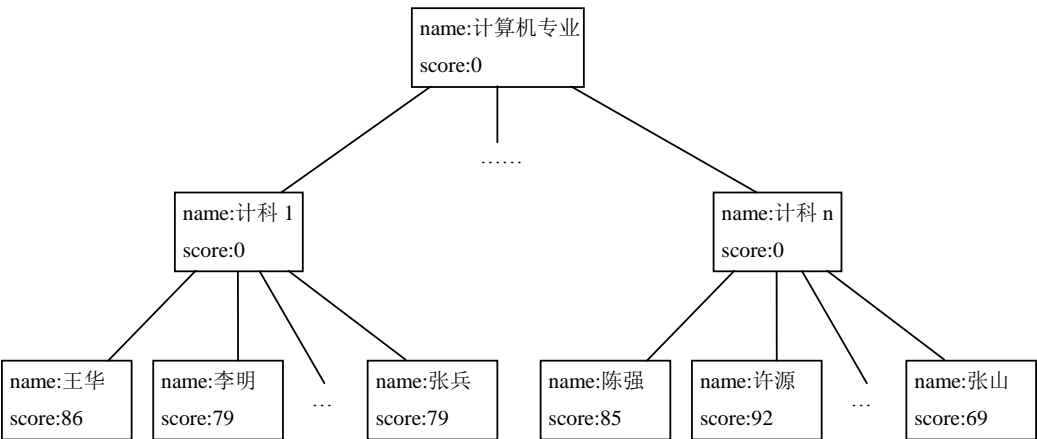 name:计算机专业
score:0
……
name:计科 1
score:0
name:计科 n
score:0
name:王华
score:86
name:李明
score:79
…
name:张兵
score:79
name:陈强
score:85
name:许源
score:92
…
name:张山
score:69